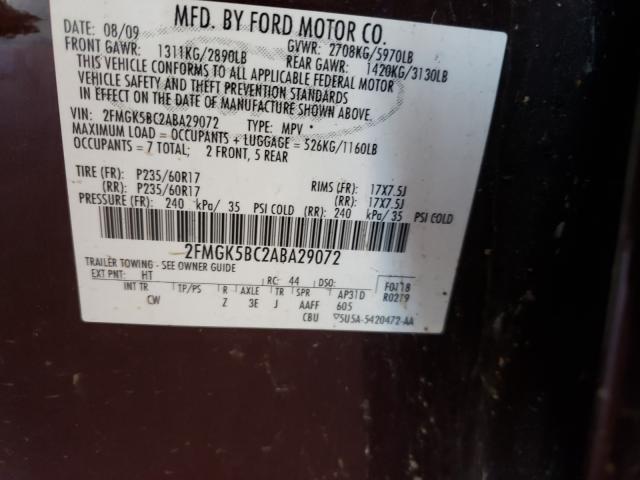 MFD. BY FORD MOTOR CO.
DATE: 08/09 GVWR: 2708KG/5970LB
FRONT GAWR: 1311KG/2890LB REAR GAWR: 1420KG/3130LB
THIS VEHICLE CONFORMS TO ALL APPLICABLE FEDERAL MOTOR
VEHICLE SAFETY AND THEFT PREVENTION STANDARDS
IN EFFECT ON THE DATE OF MANUFACTURE SHOWN ABOVE.
VIN: 2FMGK5BC2ABA29072 TYPE: MPV *
MAXIMUM LOAD = OCCUPANTS + LUGGAGE = 526KG/1160LB
OCCUPANTS = 7 TOTAL; 2 FRONT, 5 REAR
TIRE (FR): P235/60R17 RIMS (FR): 17X7.5J
(RR): P235/60R17 (RR): 17X7.5J
PRESSURE (FR): 240 kPa/ 35 PSI COLD (RR): 240 kPa/ 35 PSI COLD
2FMGK5BC2ABA29072
TRAILER TOWING - SEE OWNER GUIDE
EXT PNT: HT RC: 44 DSO: F0118
R0279
INT TR TP/PS R AXLE TR SPR AP31D
CW Z 3E J AAFF 605
CBU 5U5A-5420472-AA